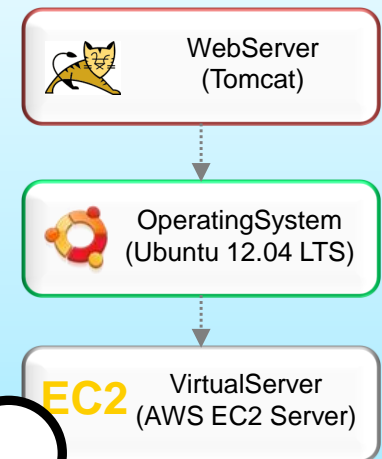 WebServer
(Tomcat)
OperatingSystem
(Ubuntu 12.04 LTS)
EC2
VirtualServer
(AWS EC2 Server)